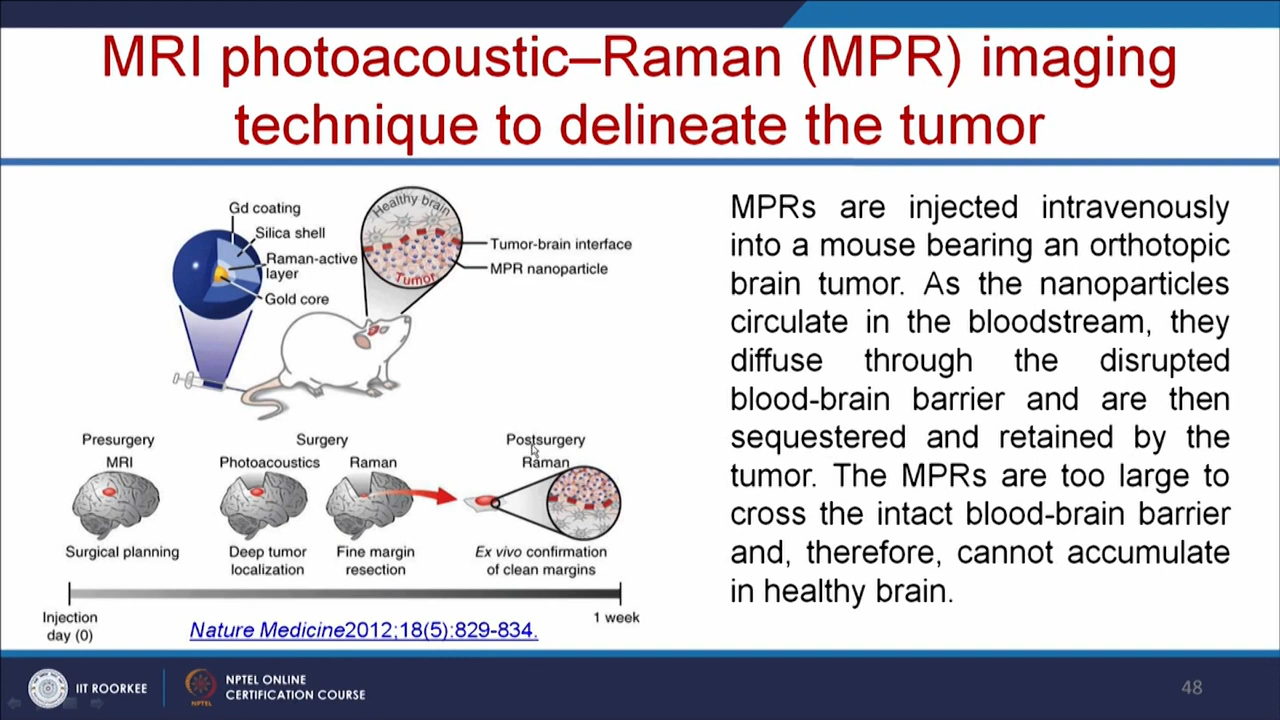 MRI photoacoustic–Raman (MPR) imaging
technique to delineate the tumor
Gd coating
Silica shell
Raman-active
layer
Gold core
Healthy brain
Tumor
Tumor-brain interface
MPR nanoparticle
Presurgery
Surgery
Postsurgery
MRI
Photoacoustics
Raman
Raman
Surgical planning
Deep tumor
localization
Fine margin
resection
Ex vivo confirmation
of clean margins
Injection
day (0)
1 week
Nature Medicine2012;18(5):829-834.
MPRs are injected intravenously
into a mouse bearing an orthotopic
brain tumor. As the nanoparticles
circulate in the bloodstream, they
diffuse through the disrupted
blood-brain barrier and are then
sequestered and retained by the
tumor. The MPRs are too large to
cross the intact blood-brain barrier
and, therefore, cannot accumulate
in healthy brain.
IIT ROORKEE
NPTEL
NPTEL ONLINE
CERTIFICATION COURSE
48